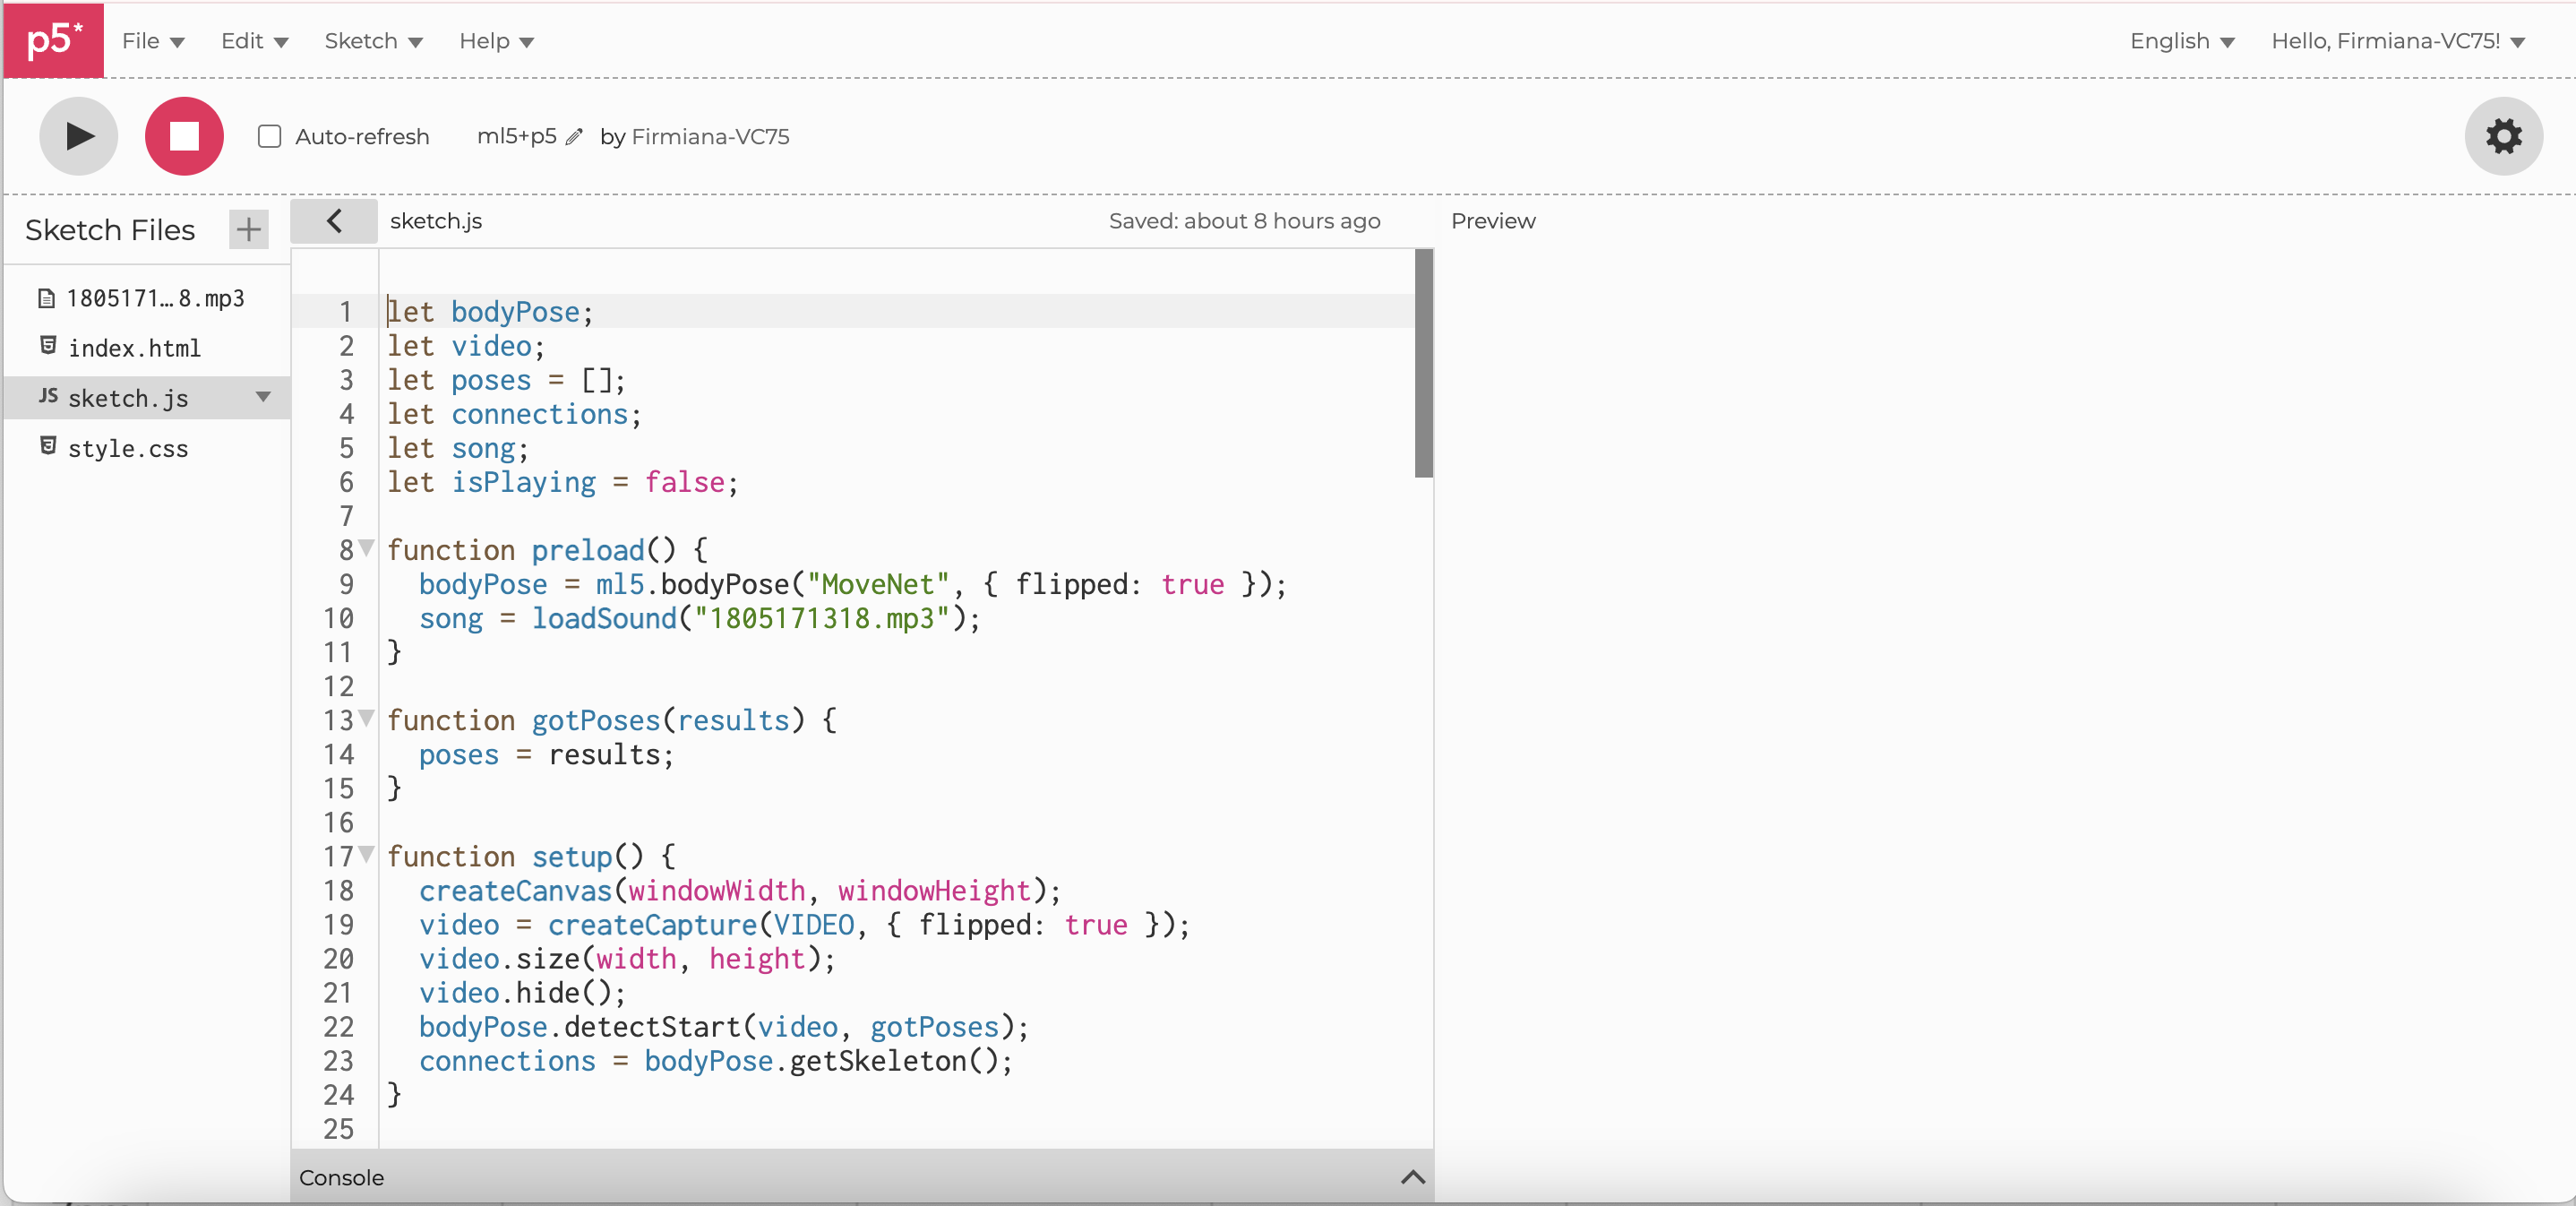 p5* File Edit Sketch Help English Hello, Firmiana-VC75!
Auto-refresh ml5+p5 by Firmiana-VC75
Sketch Files
1805171…8.mp3
index.html
JS sketch.js
style.css
sketch.js Saved: about 8 hours ago Preview
1 let bodyPose;
2 let video;
3 let poses = [];
4 let connections;
5 let song;
6 let isPlaying = false;
7
8 function preload() {
9 bodyPose = ml5.bodyPose("MoveNet", { flipped: true });
10 song = loadSound("1805171318.mp3");
11 }
12
13 function gotPoses(results) {
14 poses = results;
15 }
16
17 function setup() {
18 createCanvas(windowWidth, windowHeight);
19 video = createCapture(VIDEO, { flipped: true });
20 video.size(width, height);
21 video.hide();
22 bodyPose.detectStart(video, gotPoses);
23 connections = bodyPose.getSkeleton();
24 }
25
Console